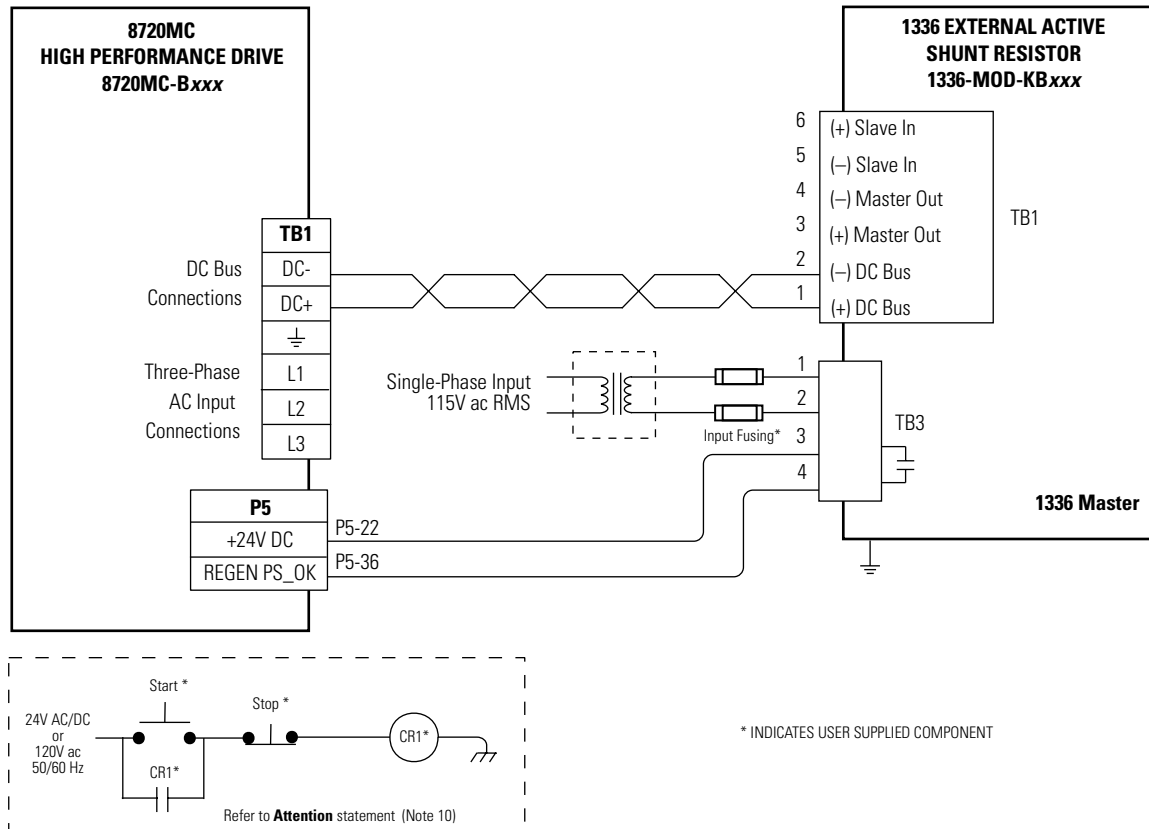 8720MC
HIGH PERFORMANCE DRIVE
8720MC-Bxxx
1336 EXTERNAL ACTIVE
SHUNT RESISTOR
1336-MOD-KBxxx
6
(+) Slave In
5
(–) Slave In
4
(–) Master Out
3
(+) Master Out
2
(–) DC Bus
1
(+) DC Bus
TB1
TB1
DC Bus
Connections
DC-
DC+
Three-Phase
AC Input
Connections
L1
L2
L3
Single-Phase Input
115V ac RMS
Input Fusing*
1
2
3
4
TB3
1336 Master
P5
+24V DC
P5-22
REGEN PS_OK
P5-36
Start *
Stop *
24V AC/DC
or
120V ac
50/60 Hz
CR1*
CR1*
Refer to Attention statement (Note 10)
* INDICATES USER SUPPLIED COMPONENT